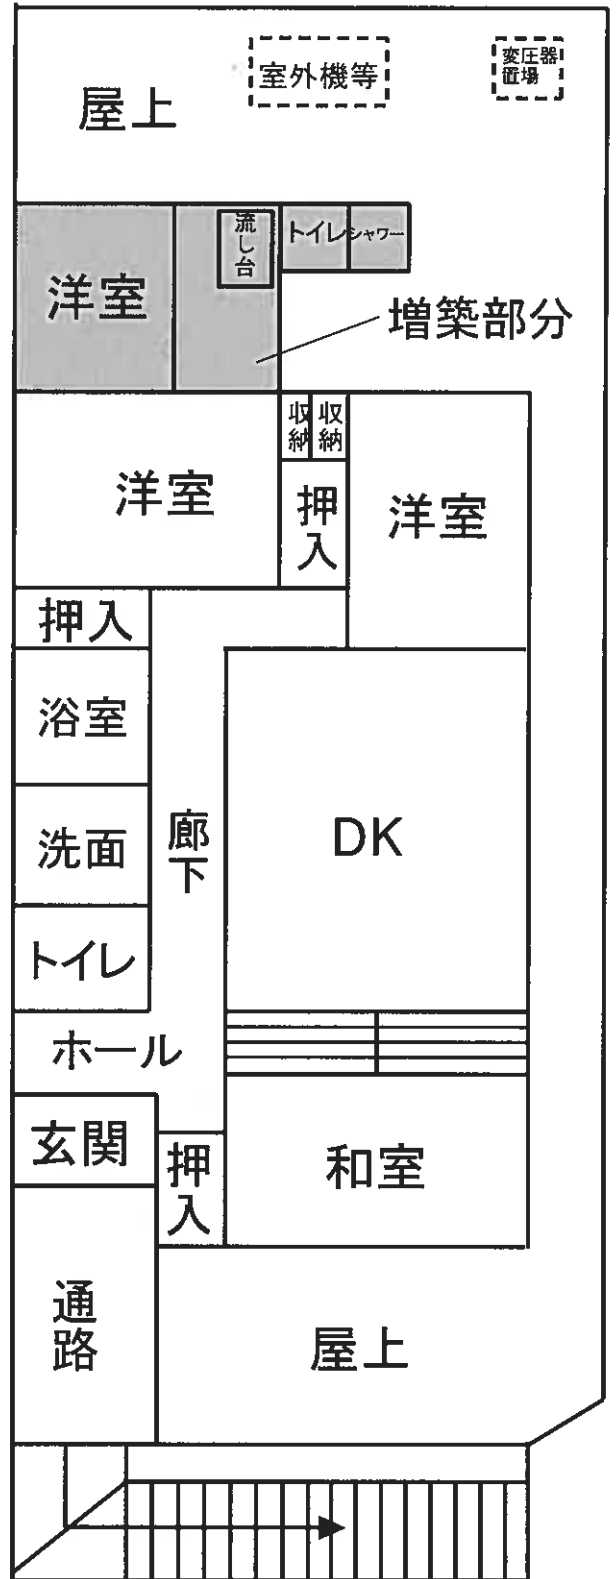 室外機等
変圧器
置場
屋上
洋室
流し台
トイレ
シャワー
増築部分
洋室
収納
収納
押入
洋室
押入
浴室
廊下
DK
洗面
トイレ
ホール
玄関
押入
和室
通路
屋上